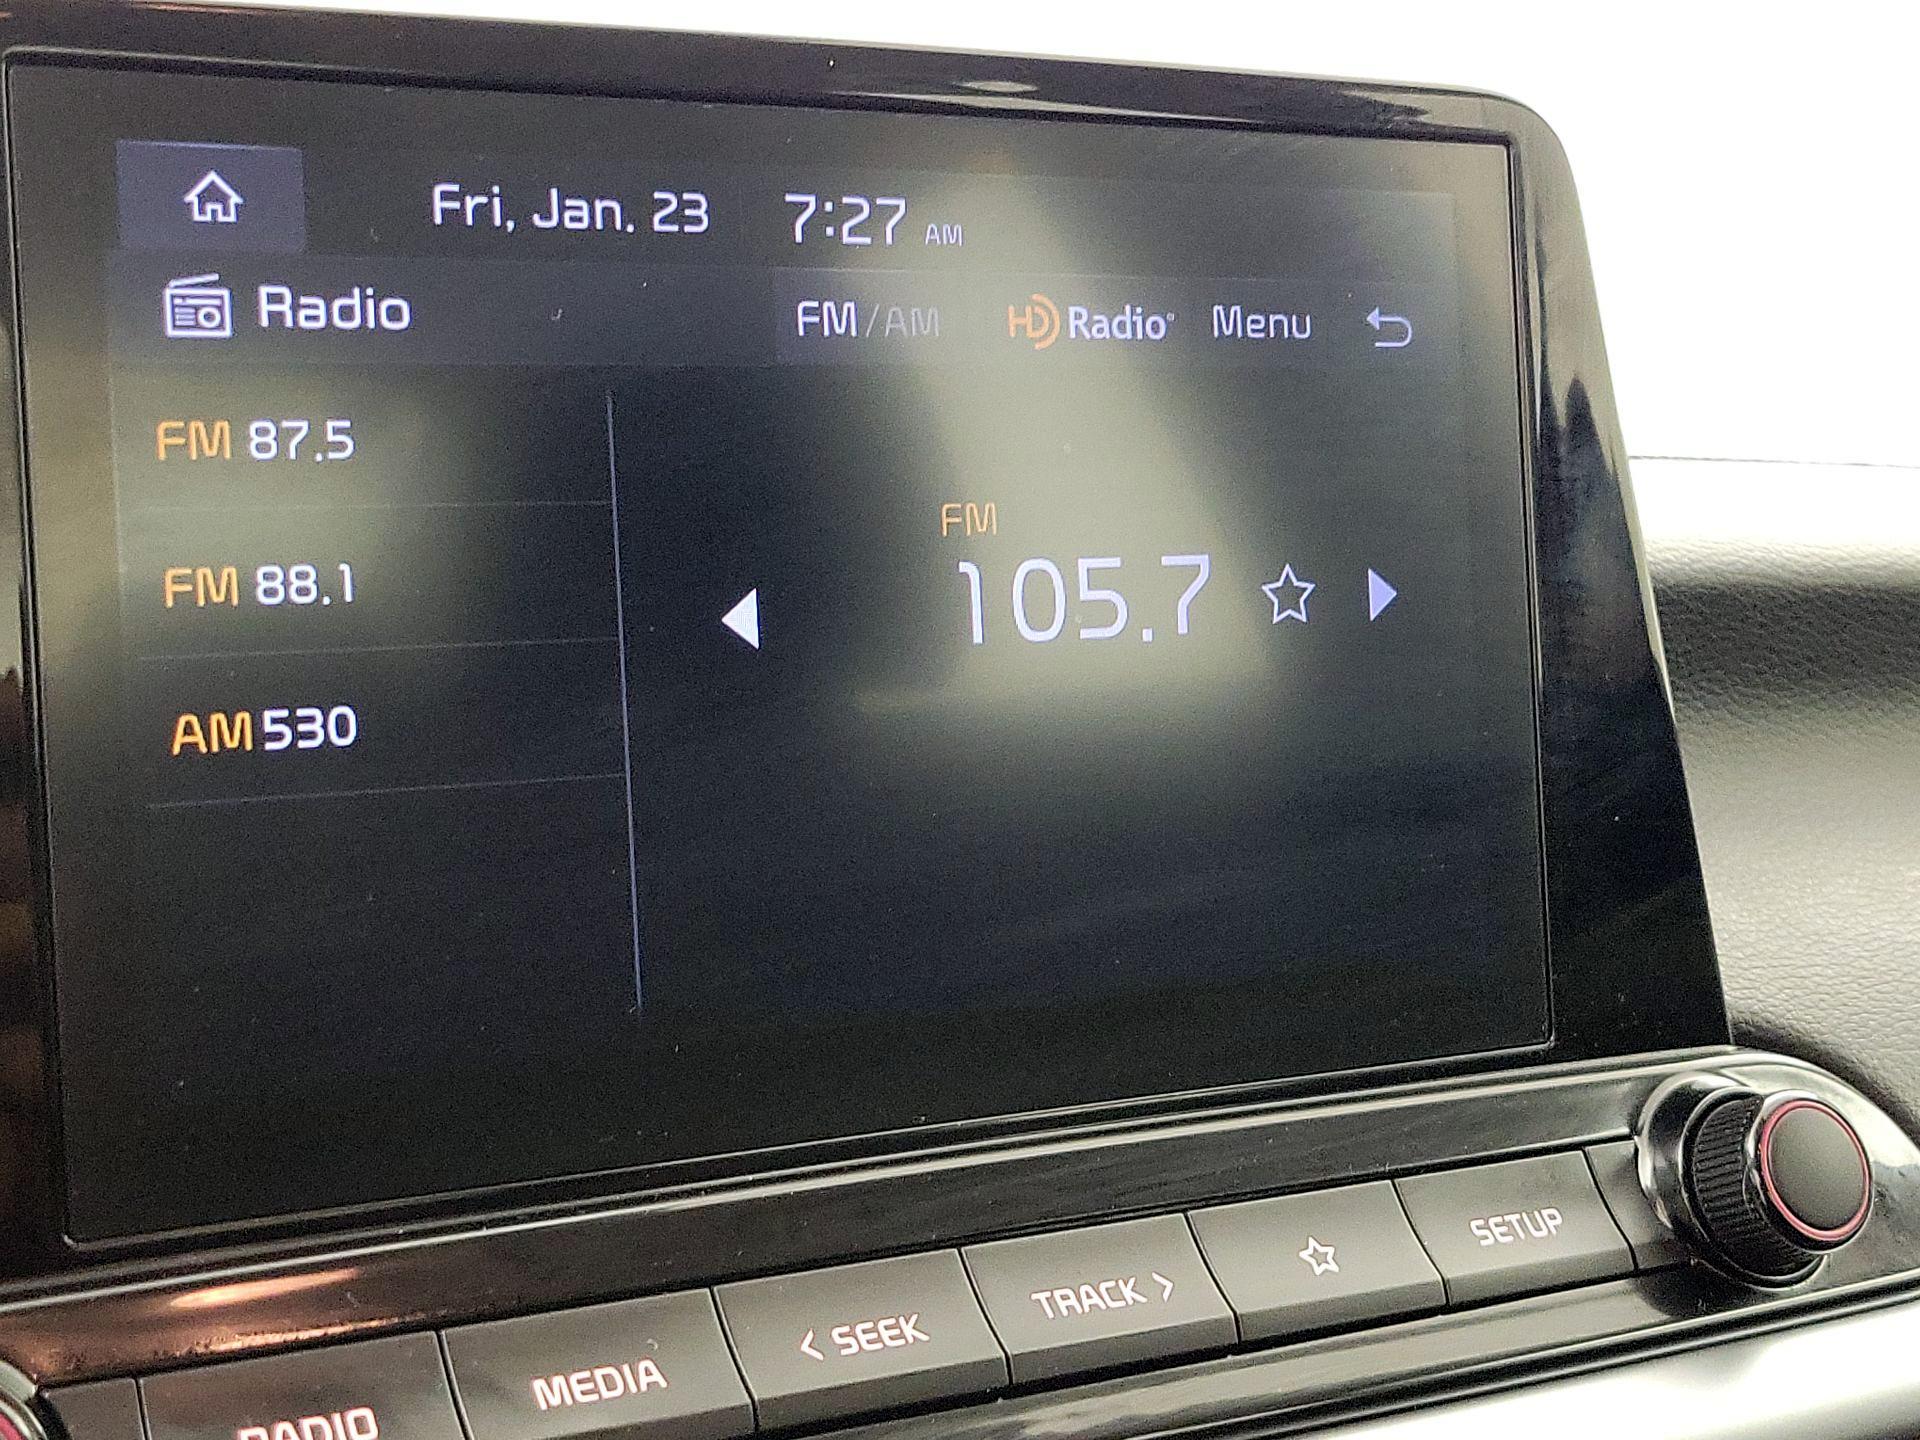 Fri, Jan. 23 7:27 AM
Radio FM/AM HD Radio Menu
FM 87.5
FM 88.1
AM 530
FM
105.7
RADIO MEDIA < SEEK TRACK > SETUP